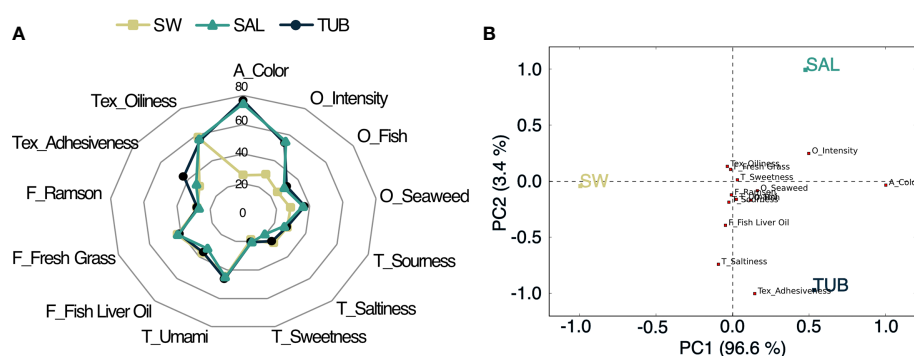 SW SAL TUB
A
A_Color
O_Intensity
O_Fish
O_Seaweed
T_Sourness
T_Saltiness
T_Sweetness
T_Umami
F_Fish Liver Oil
F_Fresh Grass
F_Ramson
Tex_Adhesiveness
Tex_Oiliness
80
60
40
20
0
B
PC2 (3.4 %)
1.0
0.5
0.0
-0.5
-1.0
SAL
O_Intensity
Tex_Oiliness
F_Fresh Grass
T_Sweetness
SW
A_Colo
O_Seaweed
F_Ramson
T_Sourness
F_Fish Liver Oil
T_Saltiness
TUB
Tex_Adhesiveness
-1.0 -0.5 0.0 0.5 1.0
PC1 (96.6 %)